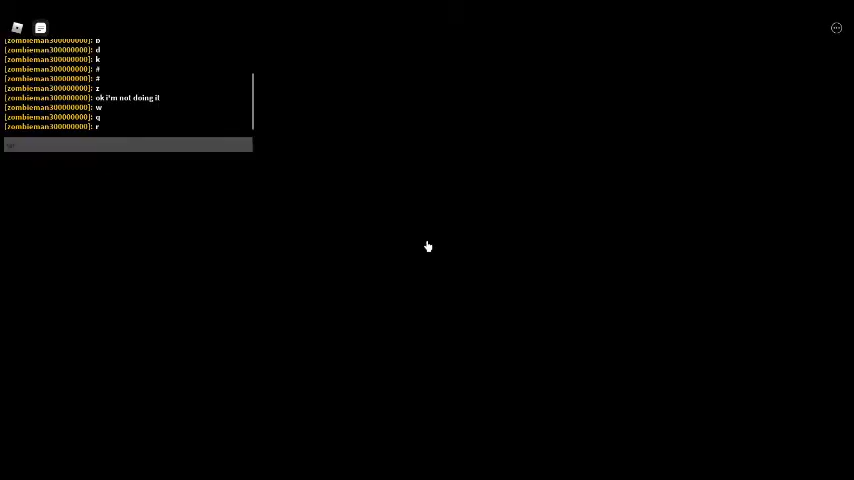 [zombieman300000000]: b
[zombieman300000000]: d
[zombieman300000000]: k
[zombieman300000000]: #
[zombieman300000000]: #
[zombieman300000000]: z
[zombieman300000000]: ok i'm not doing it
[zombieman300000000]: w
[zombieman300000000]: q
[zombieman300000000]: r